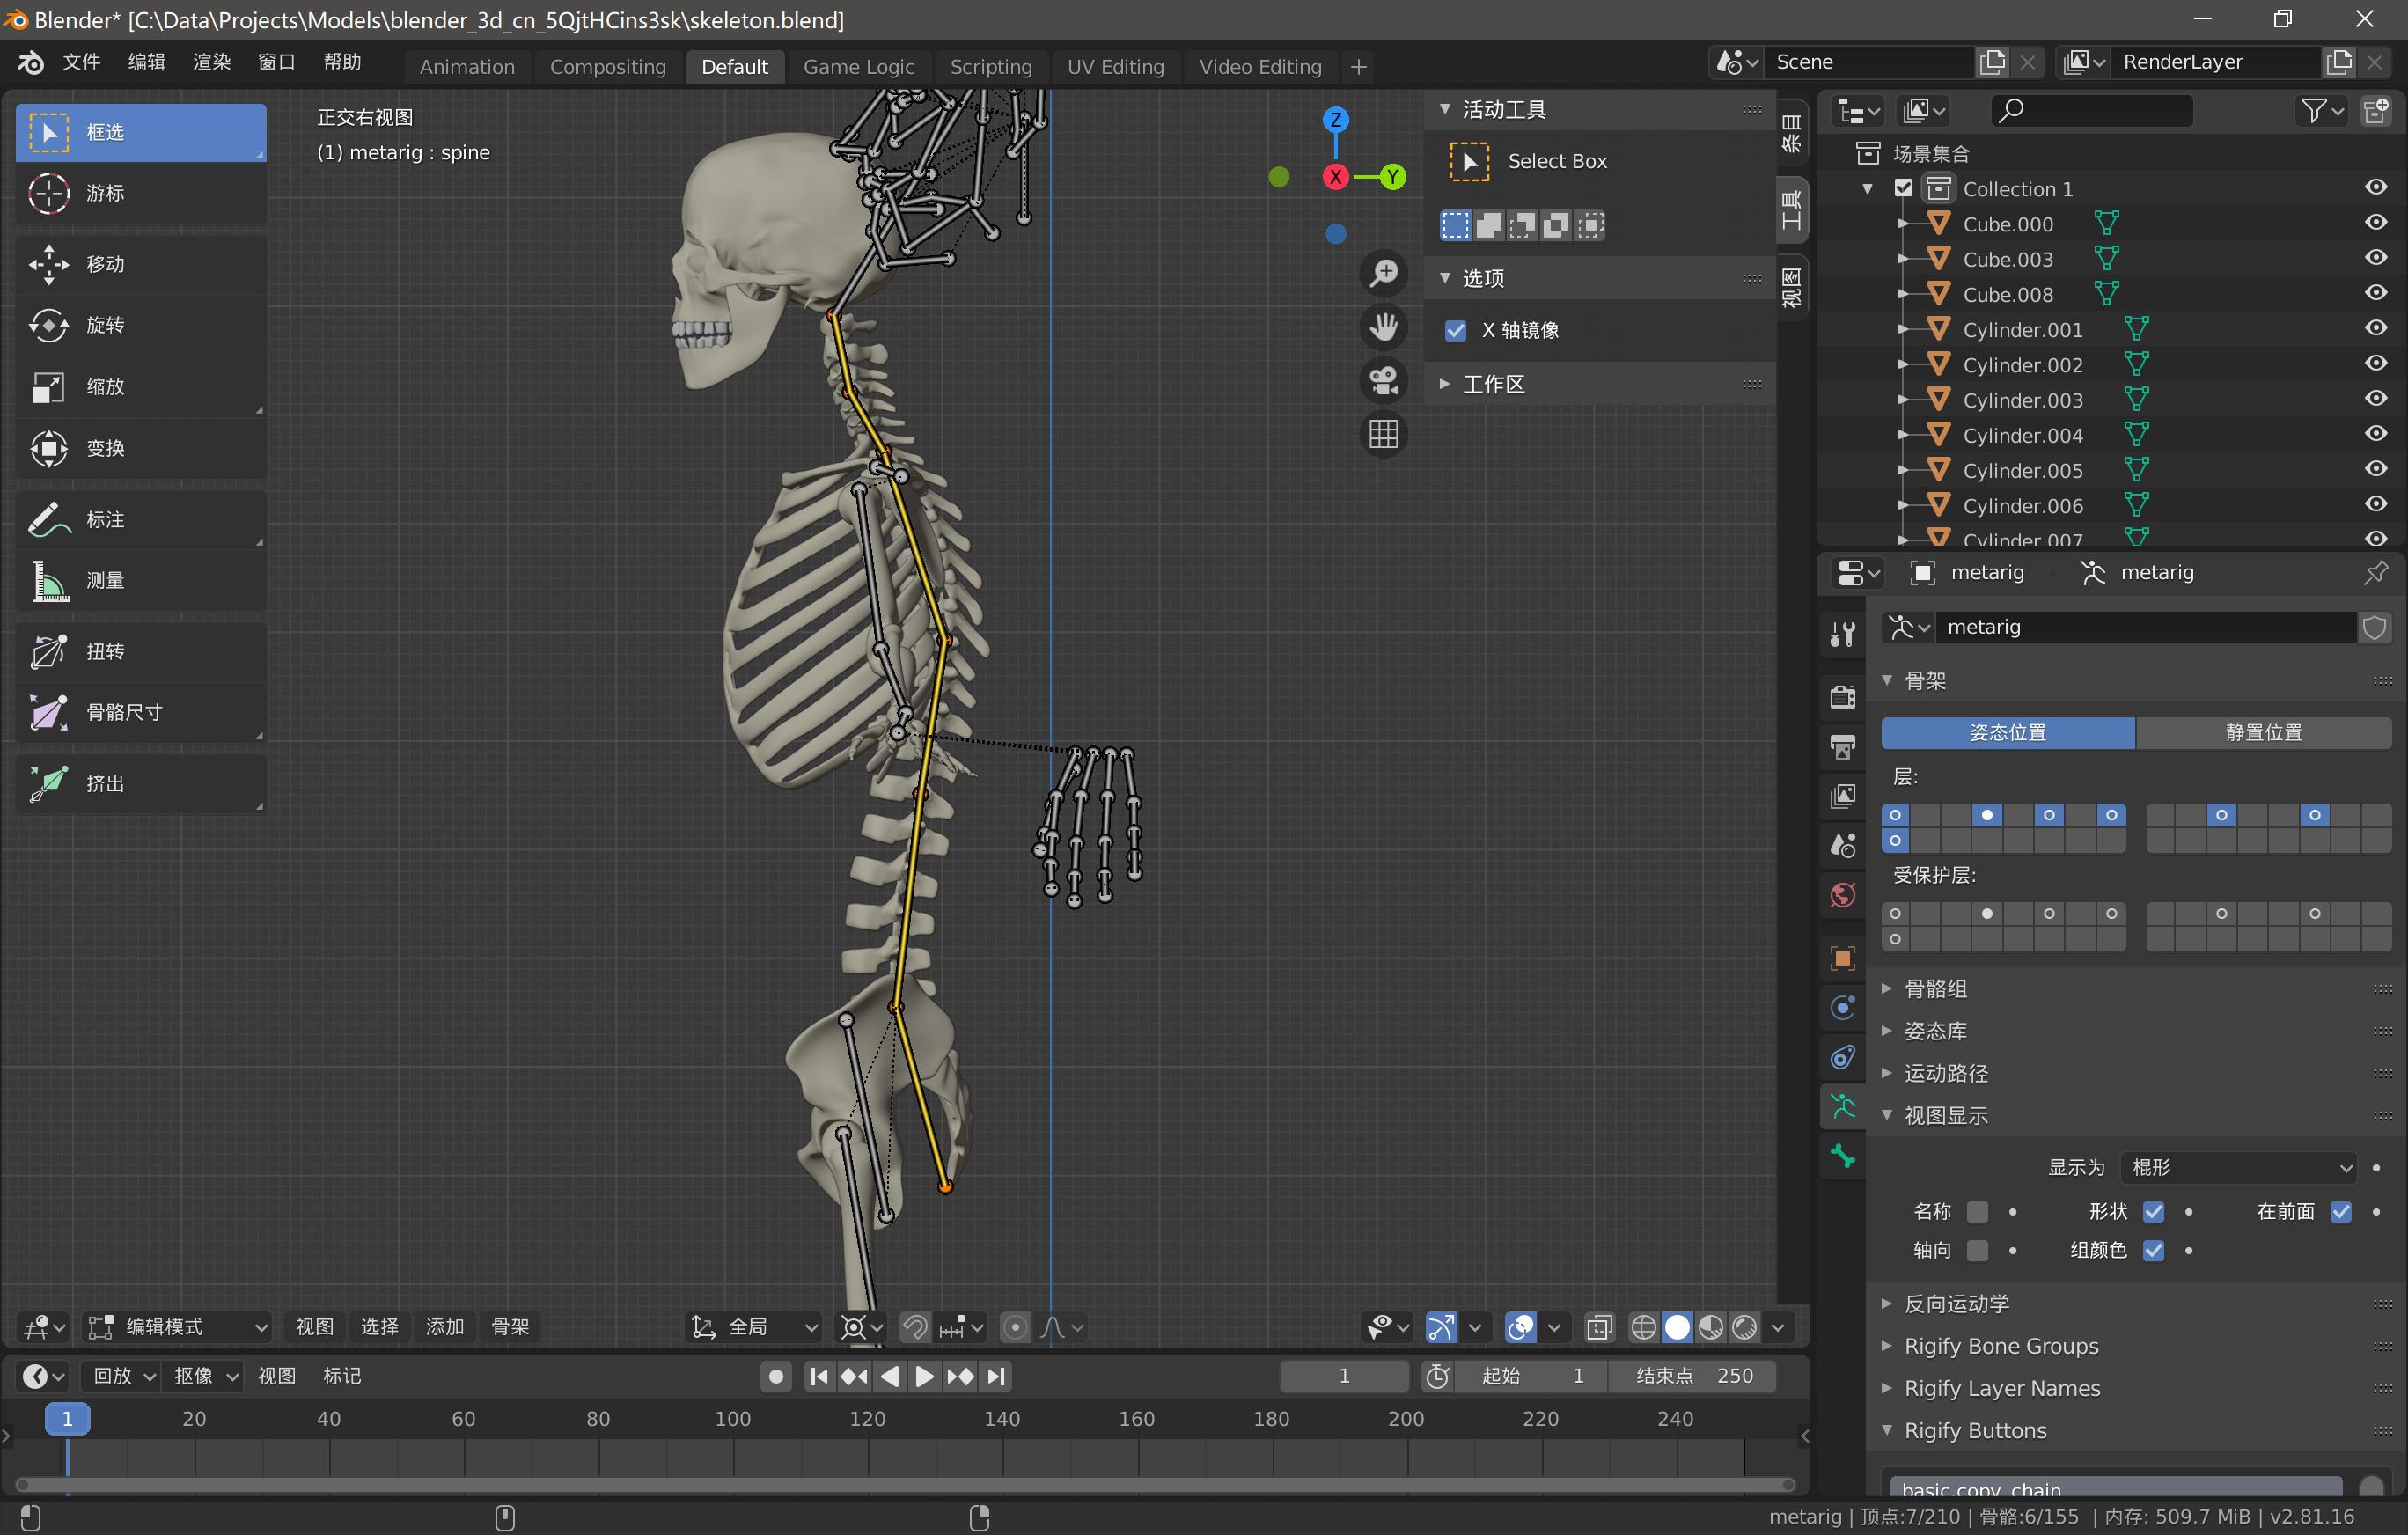 Blender* [C:\Data\Projects\Models\blender_3d_cn_5QjtHCins3sk\skeleton.blend]
文件 编辑 渲染 窗口 帮助 Animation Compositing Default Game Logic Scripting UV Editing Video Editing + Scene RenderLayer
框选
游标
移动
旋转
缩放
变换
标注
测量
扭转
骨骼尺寸
挤出
正交右视图
(1) metarig : spine
Z
X
Y
活动工具
Select Box
选项
X 轴镜像
工作区
条目
工具
视图
场景集合
Collection 1
Cube.000
Cube.003
Cube.008
Cylinder.001
Cylinder.002
Cylinder.003
Cylinder.004
Cylinder.005
Cylinder.006
Cylinder.007
metarig metarig
metarig
骨架
姿态位置 静置位置
层:
受保护层:
骨骼组
姿态库
运动路径
视图显示
显示为 棍形
名称 形状 在前面
轴向 组颜色
反向运动学
Rigify Bone Groups
Rigify Layer Names
Rigify Buttons
basic.copy_chain
编辑模式 视图 选择 添加 骨架 全局
回放 抠像 视图 标记 1 起始 1 结束点 250
1 20 40 60 80 100 120 140 160 180 200 220 240
metarig | 顶点:7/210 | 骨骼:6/155 | 内存: 509.7 MiB | v2.81.16